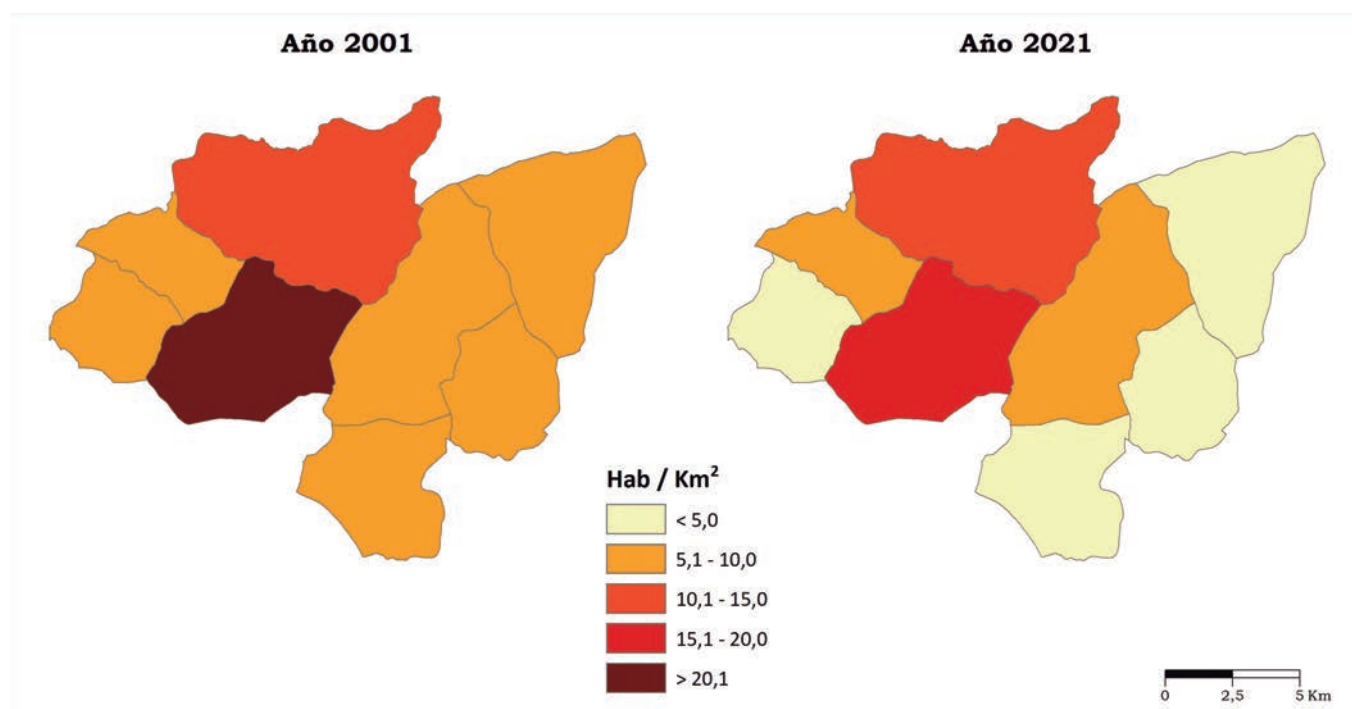 Año 2001
Año 2021
Hab / Km²
< 5,0
5,1 - 10,0
10,1 - 15,0
15,1 - 20,0
> 20,1
0 2,5 5 Km